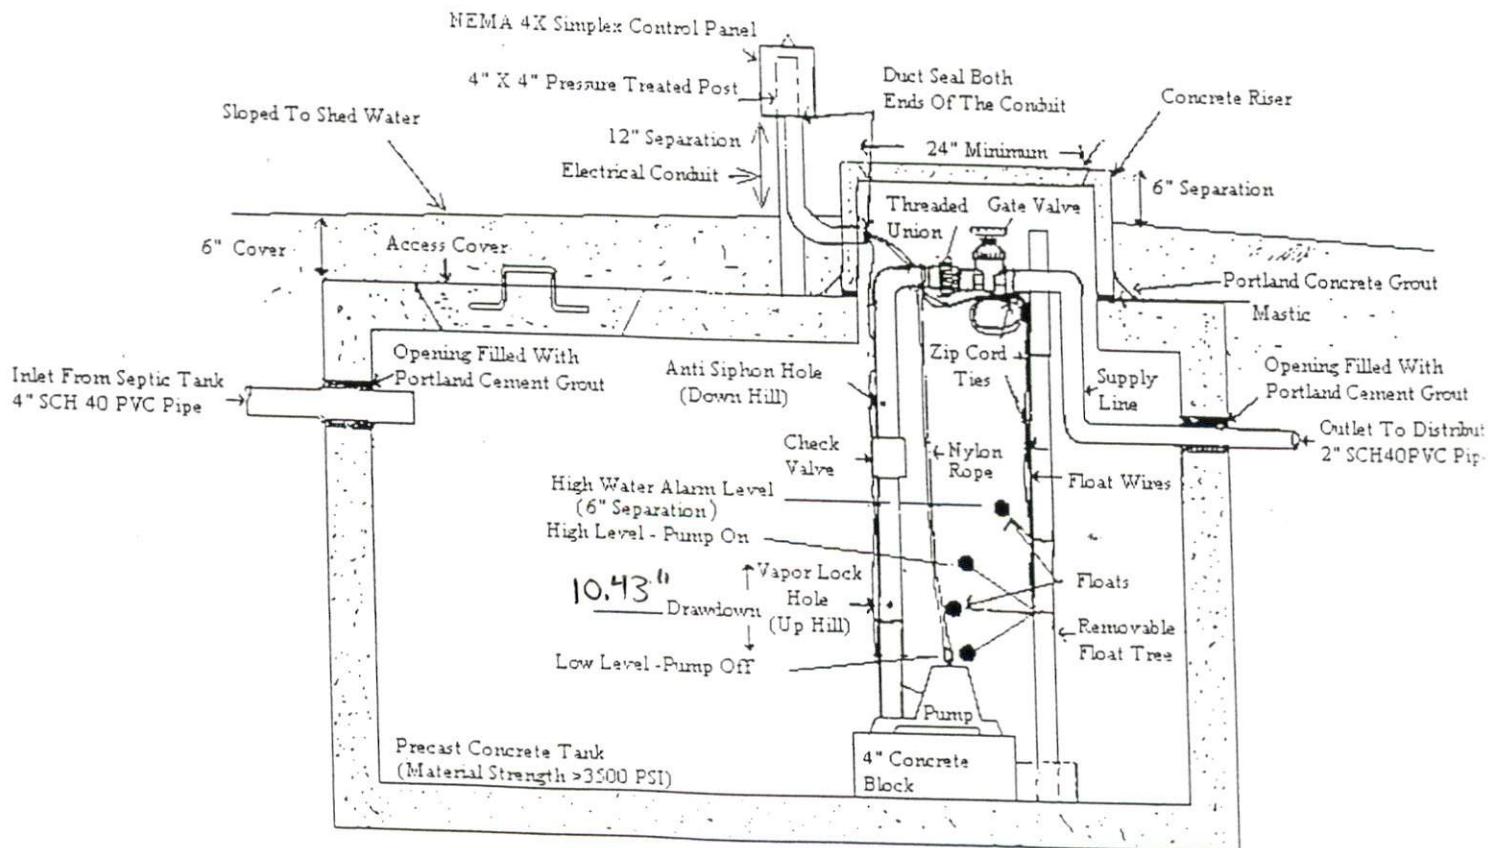 NEMA 4X Simplex Control Panel
4" X 4" Pressure Treated Post
Duct Seal Both
Ends Of The Conduit
Concrete Riser
Sloped To Shed Water
12" Separation
24" Minimum
Electrical Conduit
6" Separation
Threaded
Union
Gate Valve
6" Cover
Access Cover
Portland Concrete Grout
Mastic
Opening Filled With
Portland Cement Grout
Inlet From Septic Tank
4" SCH 40 PVC Pipe
Anti Siphon Hole
(Down Hill)
Zip Cord
Ties
Supply
Line
Opening Filled With
Portland Cement Grout
Outlet To Distribut
2" SCH40PVC Pip
Check
Valve
Nylon
Rope
Float Wires
High Water Alarm Level
(6" Separation)
High Level - Pump On
Vapor Lock
Hole
(Up Hill)
10.43"
Drawdown
Floats
Removable
Float Tree
Low Level -Pump Off
Pump
Precast Concrete Tank
(Material Strength >3500 PSI)
4" Concrete
Block